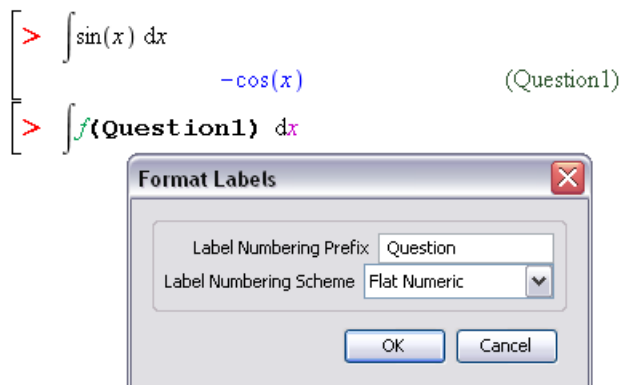 > ∫sin(x) dx
-cos(x) (Question1)
> ∫f(Question1) dx
Format Labels
Label Numbering Prefix Question
Label Numbering Scheme Flat Numeric
OK Cancel